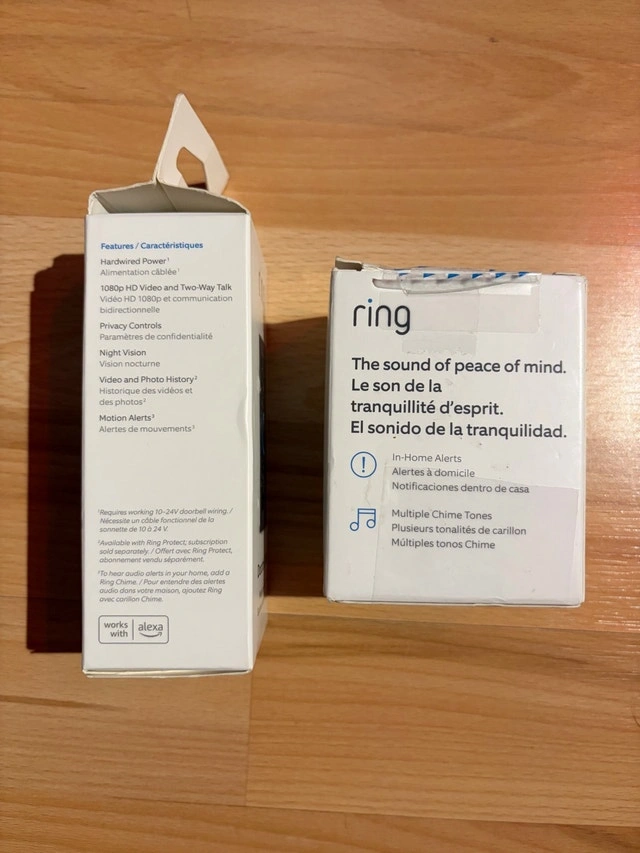 Features / Caractéristiques
Hardwired Power¹
Alimentation câblée¹
1080p HD Video and Two-Way Talk
Vidéo HD 1080p et communication
bidirectionnelle
Privacy Controls
Paramètres de confidentialité
Night Vision
Vision nocturne
Video and Photo History²
Historique des vidéos et
des photos²
Motion Alerts³
Alertes de mouvements³
¹Requires working 10–24V doorbell wiring. /
Nécessite un câble fonctionnel de la
sonnette de 10 à 24 V.
²Available with Ring Protect, subscription
sold separately. / Offert avec Ring Protect,
abonnement vendu séparément.
³To hear audio alerts in your home, add a
Ring Chime. / Pour entendre des alertes
audio dans votre maison, ajoutez Ring
avec carillon Chime.
works with alexa
ring
The sound of peace of mind.
Le son de la
tranquillité d'esprit.
El sonido de la tranquilidad.
In-Home Alerts
Alertes à domicile
Notificaciones dentro de casa
Multiple Chime Tones
Plusieurs tonalités de carillon
Múltiples tonos Chime